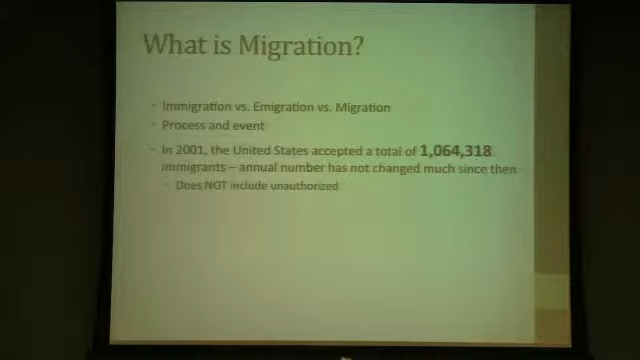 What is Migration?
Immigration vs. Emigration vs. Migration
Process and event
In 2001, the United States accepted a total of 1,064,318
immigrants – annual number has not changed much since then
Does NOT include unauthorized